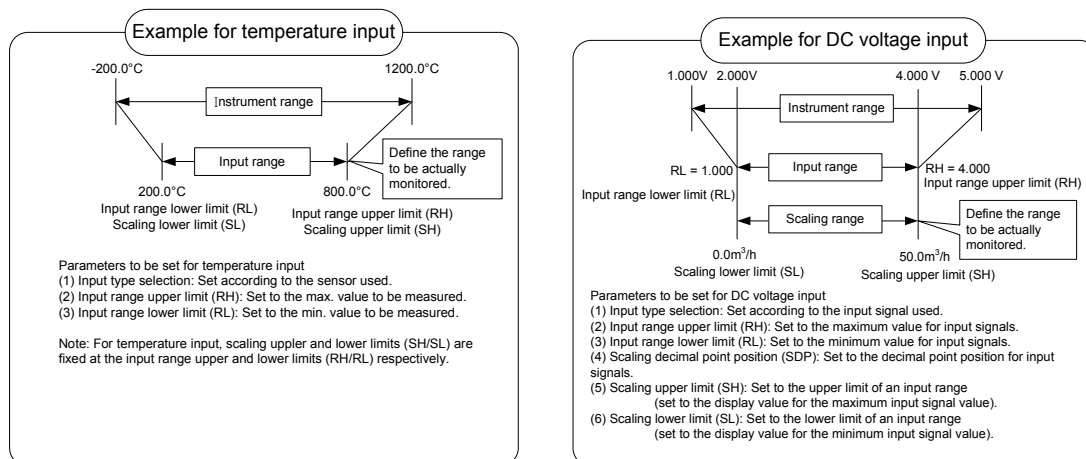 Example for temperature input
-200.0°C
1200.0°C
Instrument range
Input range
Define the range
to be actually
monitored.
200.0°C
800.0°C
Input range lower limit (RL)
Scaling lower limit (SL)
Input range upper limit (RH)
Scaling upper limit (SH)
Parameters to be set for temperature input
(1) Input type selection: Set according to the sensor used.
(2) Input range upper limit (RH): Set to the max. value to be measured.
(3) Input range lower limit (RL): Set to the min. value to be measured.
Note: For temperature input, scaling uppler and lower limits (SH/SL) are
fixed at the input range upper and lower limits (RH/RL) respectively.
Example for DC voltage input
1.000V
2.000V
4.000 V
5.000V
Instrument range
Input range
RL = 1.000
Input range lower limit (RL)
RH = 4.000
Input range upper limit (RH)
Scaling range
Define the range
to be actually
monitored.
0.0m³/h
Scaling lower limit (SL)
50.0m³/h
Scaling upper limit (SH)
Parameters to be set for DC voltage input
(1) Input type selection: Set according to the input signal used.
(2) Input range upper limit (RH): Set to the maximum value for input signals.
(3) Input range lower limit (RL): Set to the minimum value for input signals.
(4) Scaling decimal point position (SDP): Set to the decimal point position for input
signals.
(5) Scaling upper limit (SH): Set to the upper limit of an input range
(set to the display value for the maximum input signal value).
(6) Scaling lower limit (SL): Set to the lower limit of an input range
(set to the display value for the minimum input signal value).